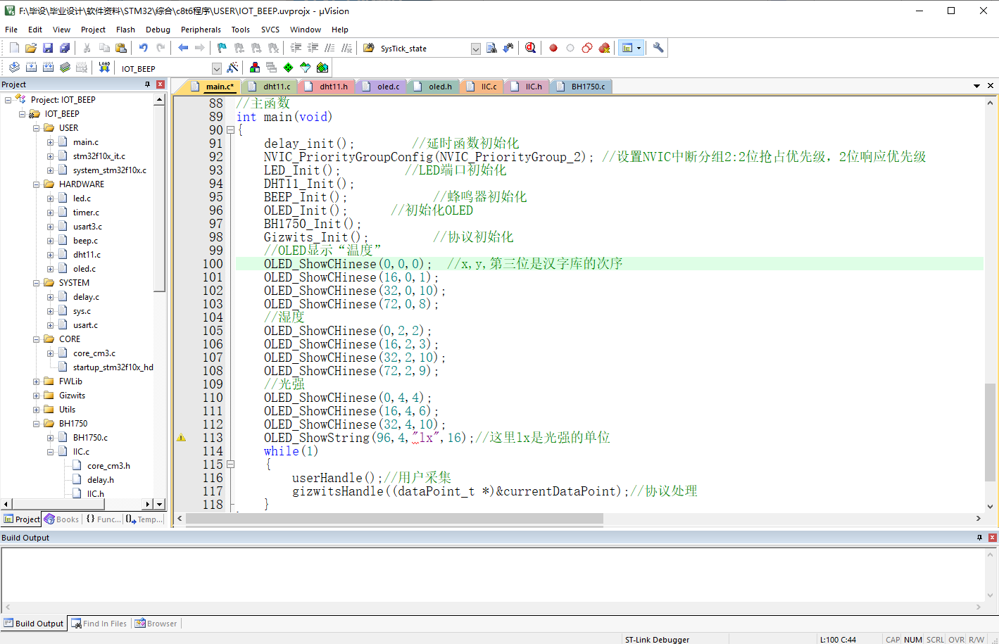 F:\毕设\毕业设计\软件资料\STM32\综合\c8t6程序\USER\IOT_BEEP.uvprojx - µVision
File Edit View Project Flash Debug Peripherals Tools SVCS Window Help
SysTick_state
LOAD IOT_BEEP
Project
main.c* dht11.c dht11.h oled.c oled.h IIC.c IIC.h BH1750.c
Project: IOT_BEEP
IOT_BEEP
USER
main.c
stm32f10x_it.c
system_stm32f10x.c
HARDWARE
led.c
timer.c
usart3.c
beep.c
dht11.c
oled.c
SYSTEM
delay.c
sys.c
usart.c
CORE
core_cm3.c
startup_stm32f10x_hd
FWLib
Gizwits
Utils
BH1750
BH1750.c
IIC.c
core_cm3.h
delay.h
IIC.h
Project Books {} Func... Temp...
88 //主函数
89 int main(void)
90 {
91 delay_init(); //延时函数初始化
92 NVIC_PriorityGroupConfig(NVIC_PriorityGroup_2); //设置NVIC中断分组2:2位抢占优先级，2位响应优先级
93 LED_Init(); //LED端口初始化
94 DHT11_Init();
95 BEEP_Init(); //蜂鸣器初始化
96 OLED_Init(); //初始化OLED
97 BH1750_Init();
98 Gizwits_Init(); //协议初始化
99 //OLED显示“温度”
100 OLED_ShowCHinese(0,0,0); //x,y,第三位是汉字库的次序
101 OLED_ShowCHinese(16,0,1);
102 OLED_ShowCHinese(32,0,10);
103 OLED_ShowCHinese(72,0,8);
104 //湿度
105 OLED_ShowCHinese(0,2,2);
106 OLED_ShowCHinese(16,2,3);
107 OLED_ShowCHinese(32,2,10);
108 OLED_ShowCHinese(72,2,9);
109 //光强
110 OLED_ShowCHinese(0,4,4);
111 OLED_ShowCHinese(16,4,6);
112 OLED_ShowCHinese(32,4,10);
113 OLED_ShowString(96,4,"lx",16);//这里lx是光强的单位
114 while(1)
115 {
116 userHandle();//用户采集
117 gizwitsHandle((dataPoint_t *)&currentDataPoint);//协议处理
118 }
Build Output
Build Output Find In Files Browser
ST-Link Debugger L:100 C:44 CAP NUM SCRL OVR R/W